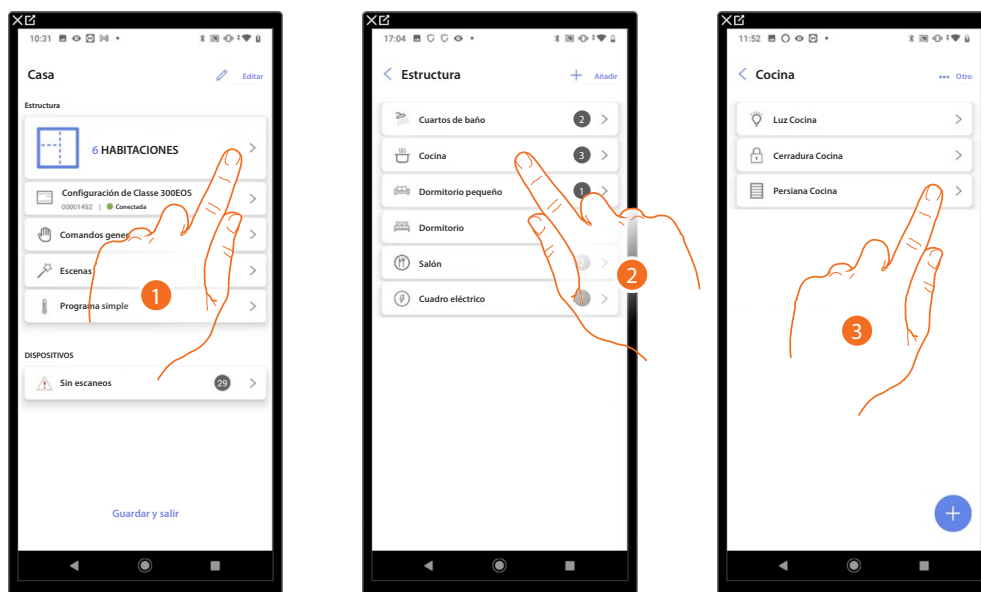 10:31
Casa
Editar
Estructura
6 HABITACIONES
Configuración de Classe 300EOS
00001452 | Conectada
Comandos gener
Escenas
Programa simple
1
DISPOSITIVOS
Sin escaneos 29
Guardar y salir
17:04
Estructura
Añadir
Cuartos de baño 2
Cocina 3
Dormitorio pequeño 1
Dormitorio
Salón 2
Cuadro eléctrico
2
11:52
Cocina
Otro
Luz Cocina
Cerradura Cocina
Persiana Cocina
3